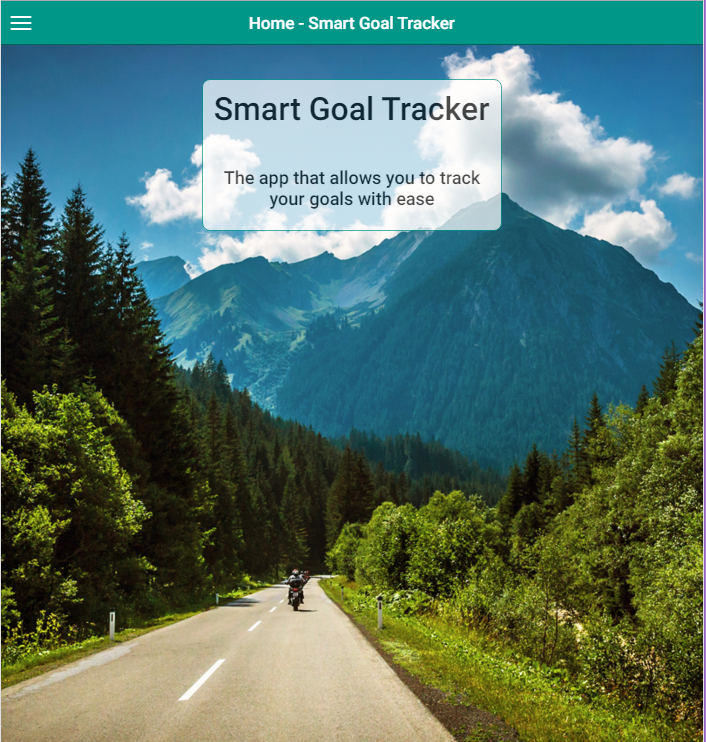 Home - Smart Goal Tracker
Smart Goal Tracker
The app that allows you to track
your goals with ease